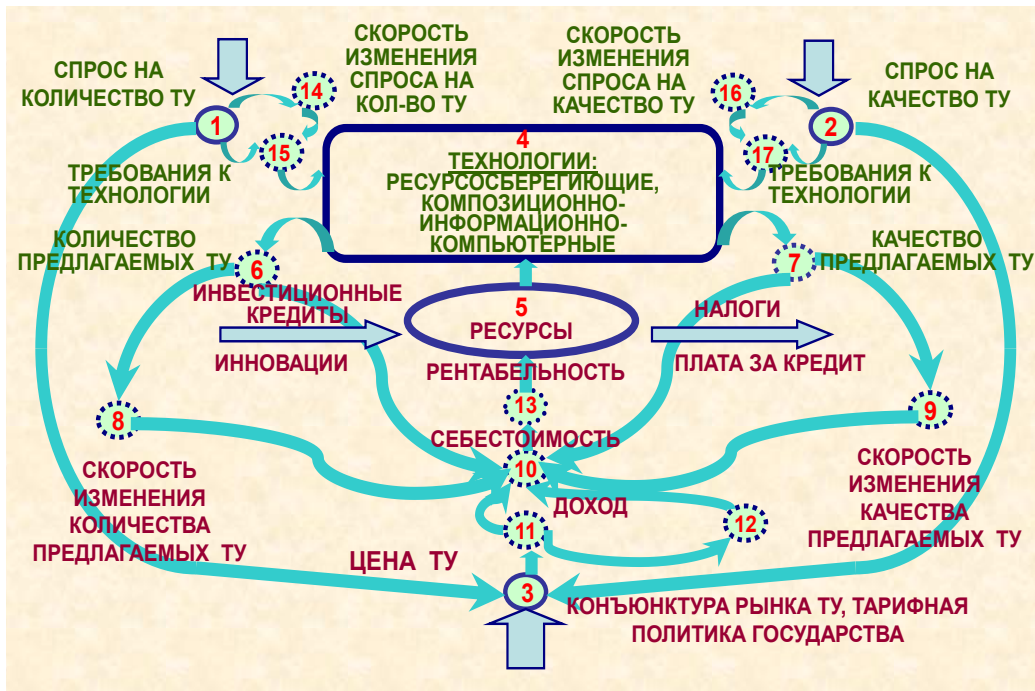 СПРОС НА
КОЛИЧЕСТВО ТУ
СКОРОСТЬ
ИЗМЕНЕНИЯ
СПРОСА НА
КОЛ-ВО ТУ
СКОРОСТЬ
ИЗМЕНЕНИЯ
СПРОСА НА
КАЧЕСТВО ТУ
СПРОС НА
КАЧЕСТВО ТУ
14
16
1
2
15
17
4
ТЕХНОЛОГИИ:
РЕСУРСОСБЕРЕГИЮЩИЕ,
КОМПОЗИЦИОННО-
ИНФОРМАЦИОННО-
КОМПЬЮТЕРНЫЕ
ТРЕБОВАНИЯ К
ТЕХНОЛОГИИ
ТРЕБОВАНИЯ К
ТЕХНОЛОГИИ
КОЛИЧЕСТВО
ПРЕДЛАГАЕМЫХ ТУ
КАЧЕСТВО
ПРЕДЛАГАЕМЫХ ТУ
6
7
ИНВЕСТИЦИОННЫЕ
КРЕДИТЫ
ИННОВАЦИИ
5
РЕСУРСЫ
НАЛОГИ
ПЛАТА ЗА КРЕДИТ
РЕНТАБЕЛЬНОСТЬ
13
8
9
СЕБЕСТОИМОСТЬ
10
СКОРОСТЬ
ИЗМЕНЕНИЯ
КОЛИЧЕСТВА
ПРЕДЛАГАЕМЫХ ТУ
СКОРОСТЬ
ИЗМЕНЕНИЯ
КАЧЕСТВА
ПРЕДЛАГАЕМЫХ ТУ
ДОХОД
11
12
ЦЕНА ТУ
3
КОНЪЮНКТУРА РЫНКА ТУ, ТАРИФНАЯ
ПОЛИТИКА ГОСУДАРСТВА